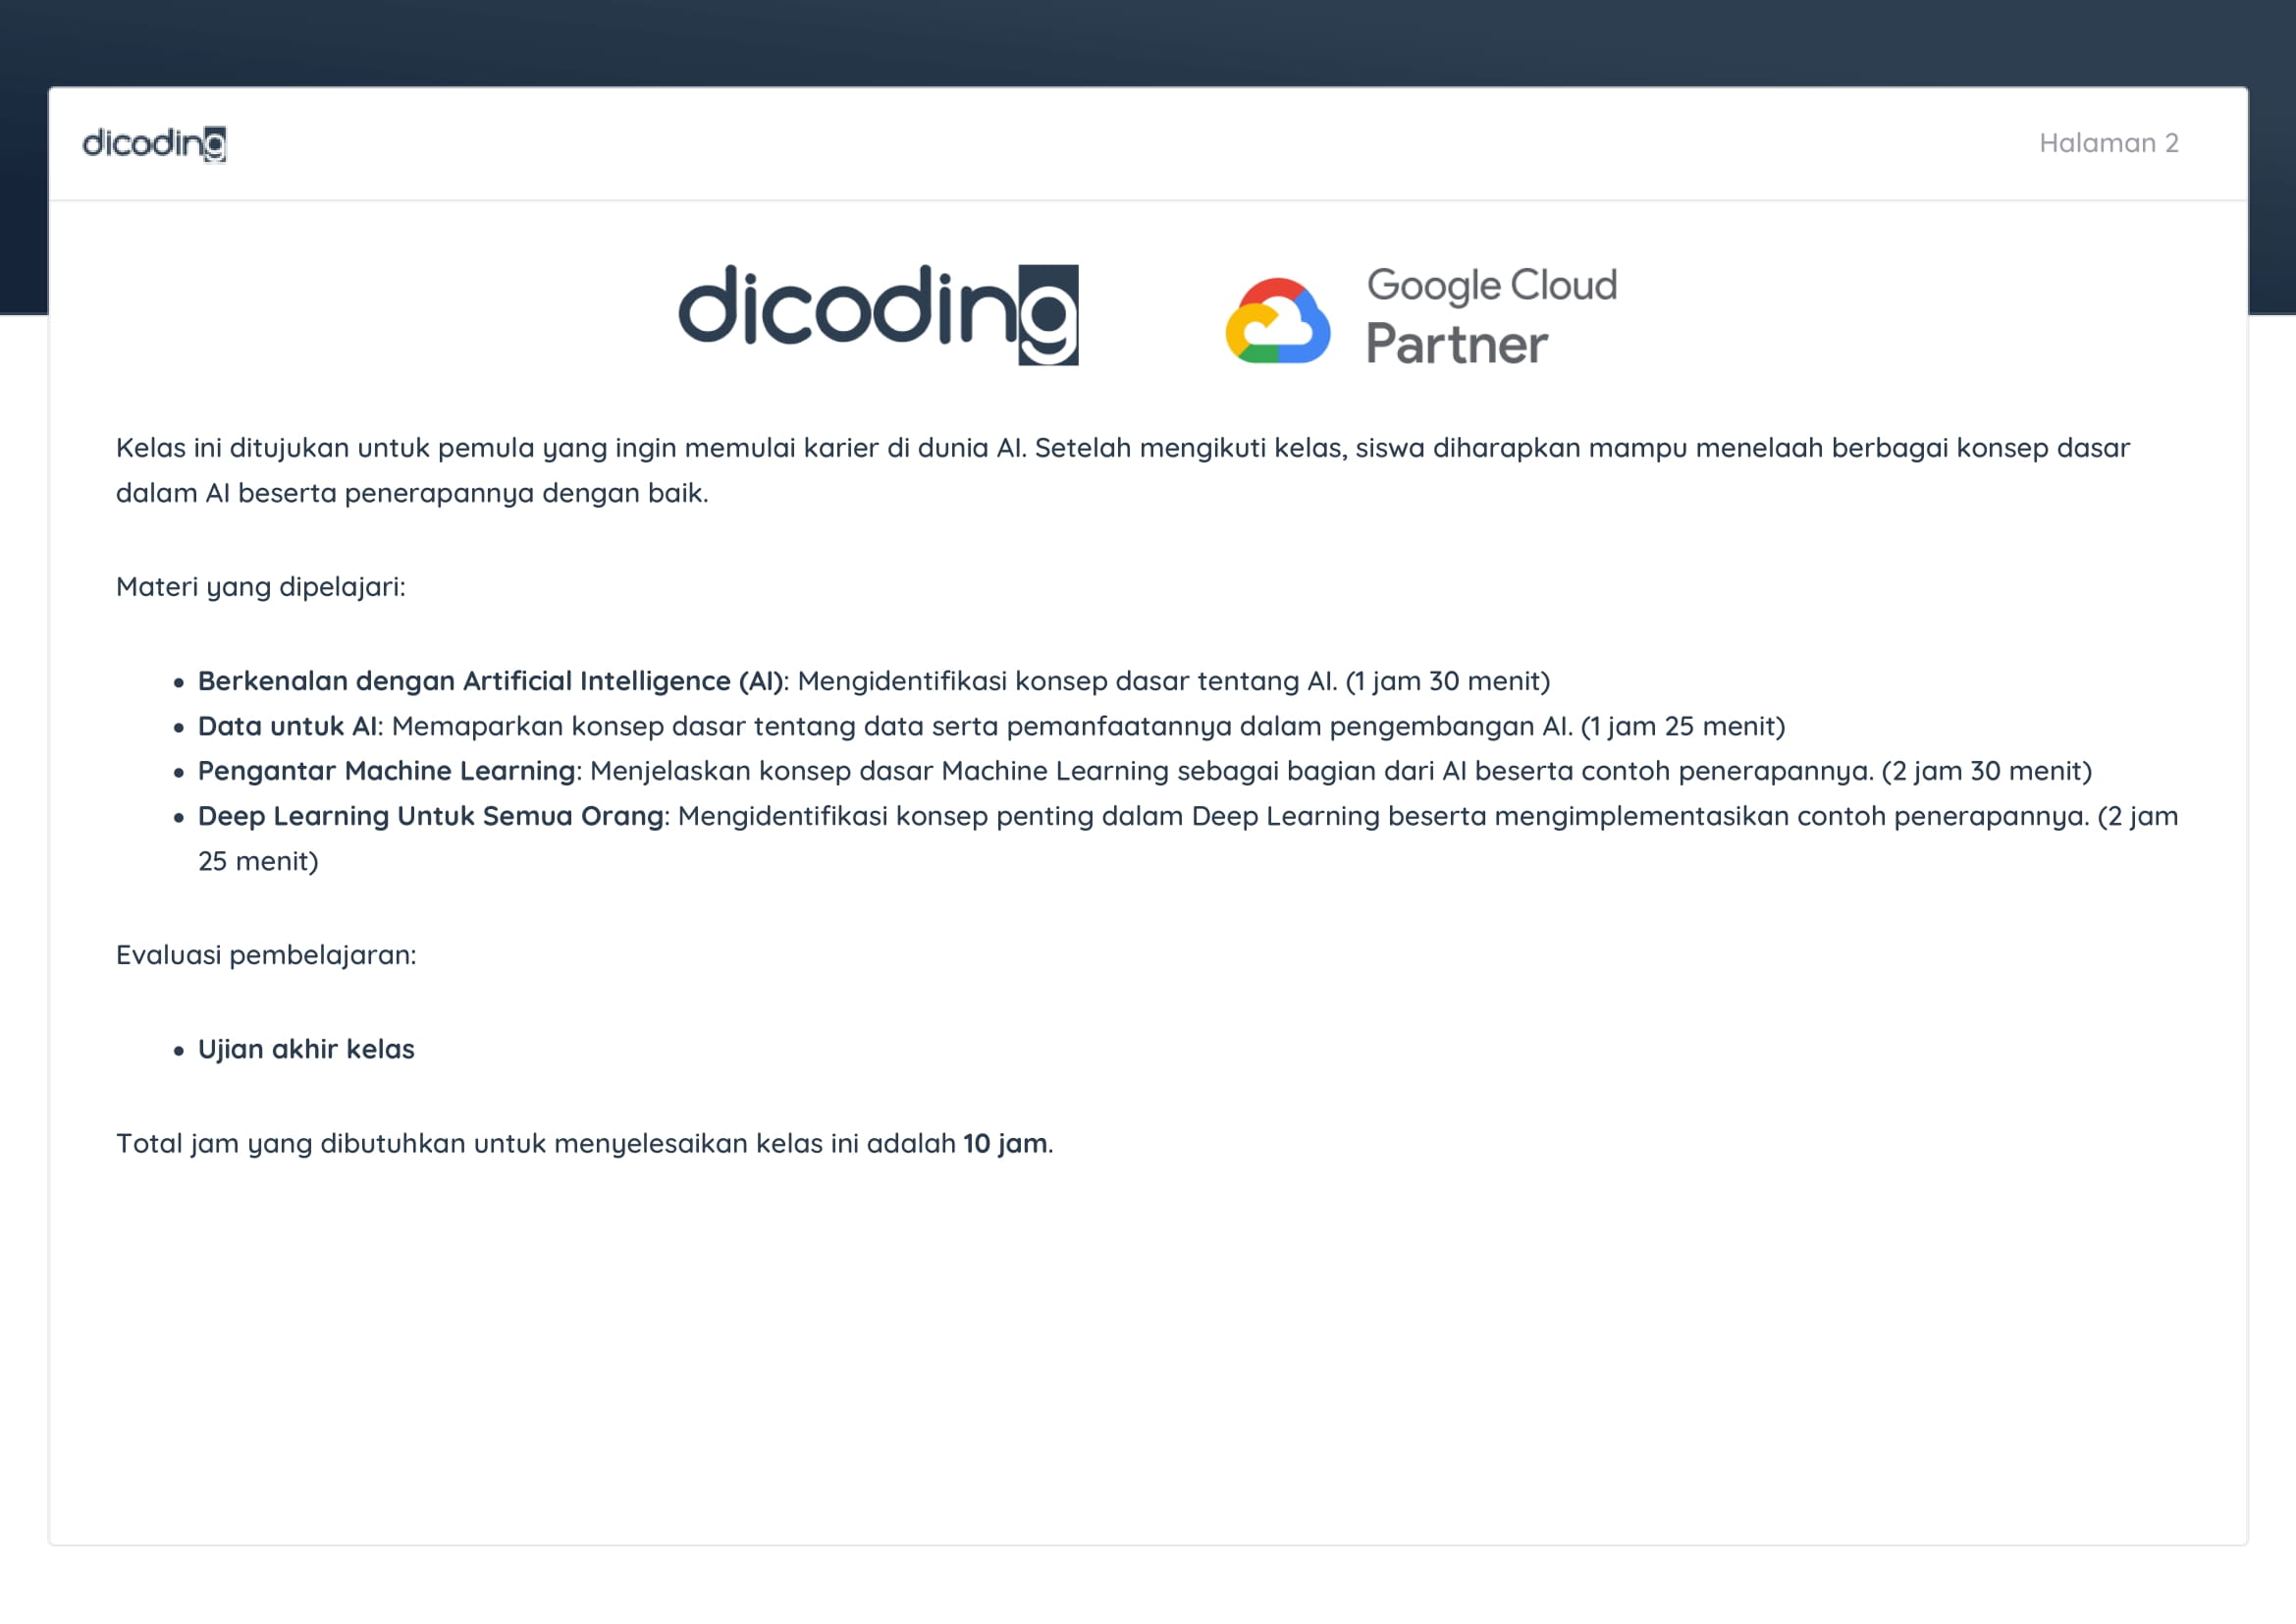 dicoding
Halaman 2
dicoding
Google Cloud
Partner
Kelas ini ditujukan untuk pemula yang ingin memulai karier di dunia AI. Setelah mengikuti kelas, siswa diharapkan mampu menelaah berbagai konsep dasar
dalam AI beserta penerapannya dengan baik.
Materi yang dipelajari:
• Berkenalan dengan Artificial Intelligence (AI): Mengidentifikasi konsep dasar tentang AI. (1 jam 30 menit)
• Data untuk AI: Memaparkan konsep dasar tentang data serta pemanfaatannya dalam pengembangan AI. (1 jam 25 menit)
• Pengantar Machine Learning: Menjelaskan konsep dasar Machine Learning sebagai bagian dari AI beserta contoh penerapannya. (2 jam 30 menit)
• Deep Learning Untuk Semua Orang: Mengidentifikasi konsep penting dalam Deep Learning beserta mengimplementasikan contoh penerapannya. (2 jam
25 menit)
Evaluasi pembelajaran:
• Ujian akhir kelas
Total jam yang dibutuhkan untuk menyelesaikan kelas ini adalah 10 jam.